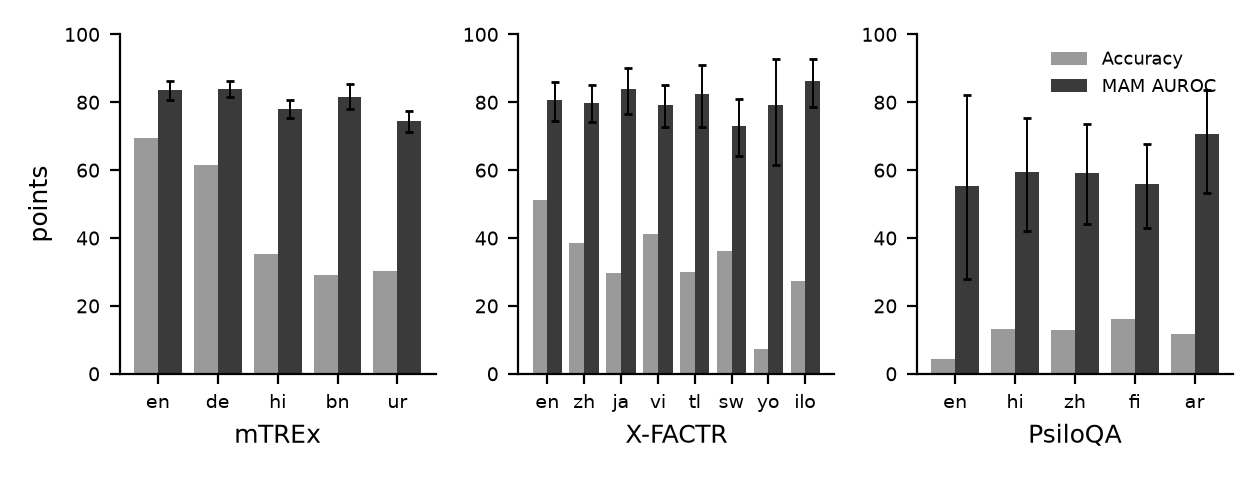 points
100
80
60
40
20
0
en de hi bn ur
mTREx
100
80
60
40
20
0
en zh ja vi tl sw yo ilo
X-FACTR
100
80
60
40
20
0
Accuracy
MAM AUROC
en hi zh fi ar
PsiloQA